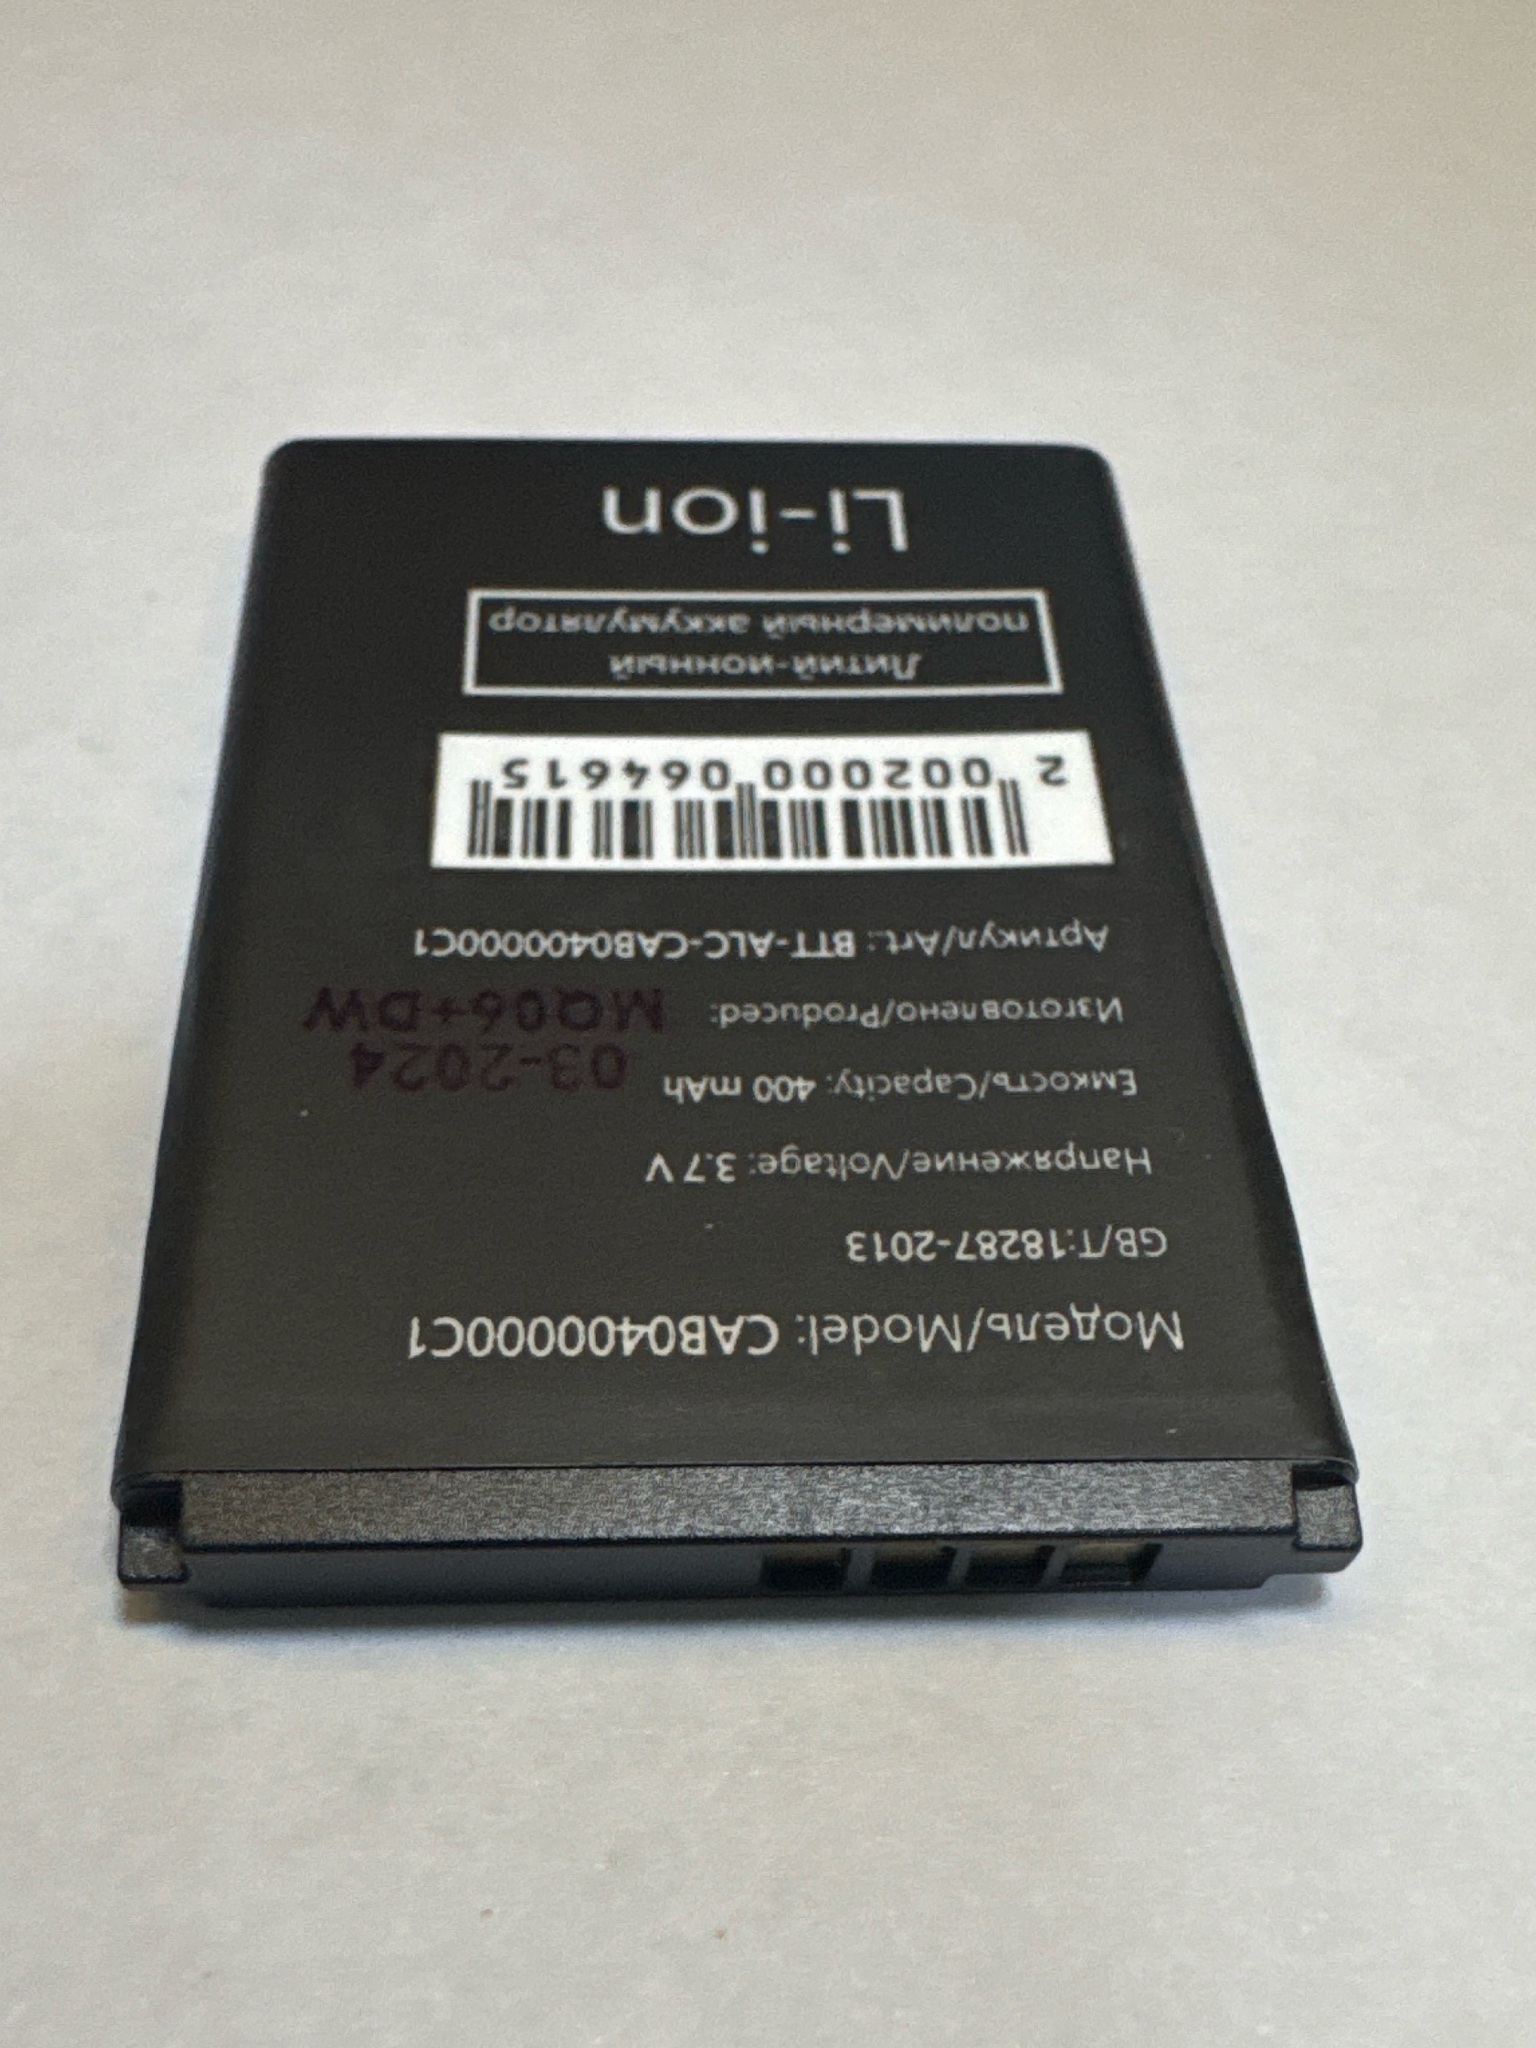 Модель/Model: CAB0400000C1
GB/T:18287-2013
Напряжение/Voltage: 3.7 V
Емкость/Capacity: 400 mAh
03-2024
Изготовлено/Produced:
MQ06+DW
Артикул/Art.: BTT-ALC-CAB0400000C1
2 002000 064615
Литий-ионный
полимерный аккумулятор
Li-ion